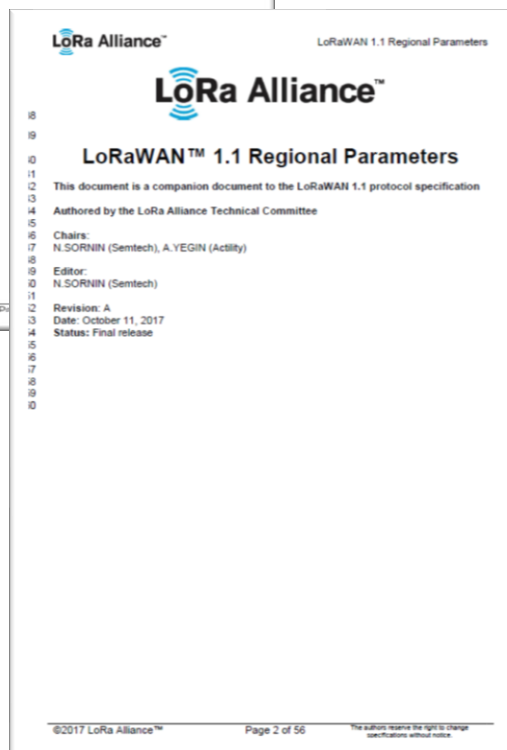 LoRa Alliance™ LoRaWAN 1.1 Regional Parameters
LoRa Alliance™
LoRaWAN™ 1.1 Regional Parameters
This document is a companion document to the LoRaWAN 1.1 protocol specification
Authored by the LoRa Alliance Technical Committee
Chairs:
N.SORNIN (Semtech), A.YEGIN (Actility)
Editor:
N.SORNIN (Semtech)
Revision: A
Date: October 11, 2017
Status: Final release
©2017 LoRa Alliance™ Page 2 of 56 The authors reserve the right to change
specifications without notice.